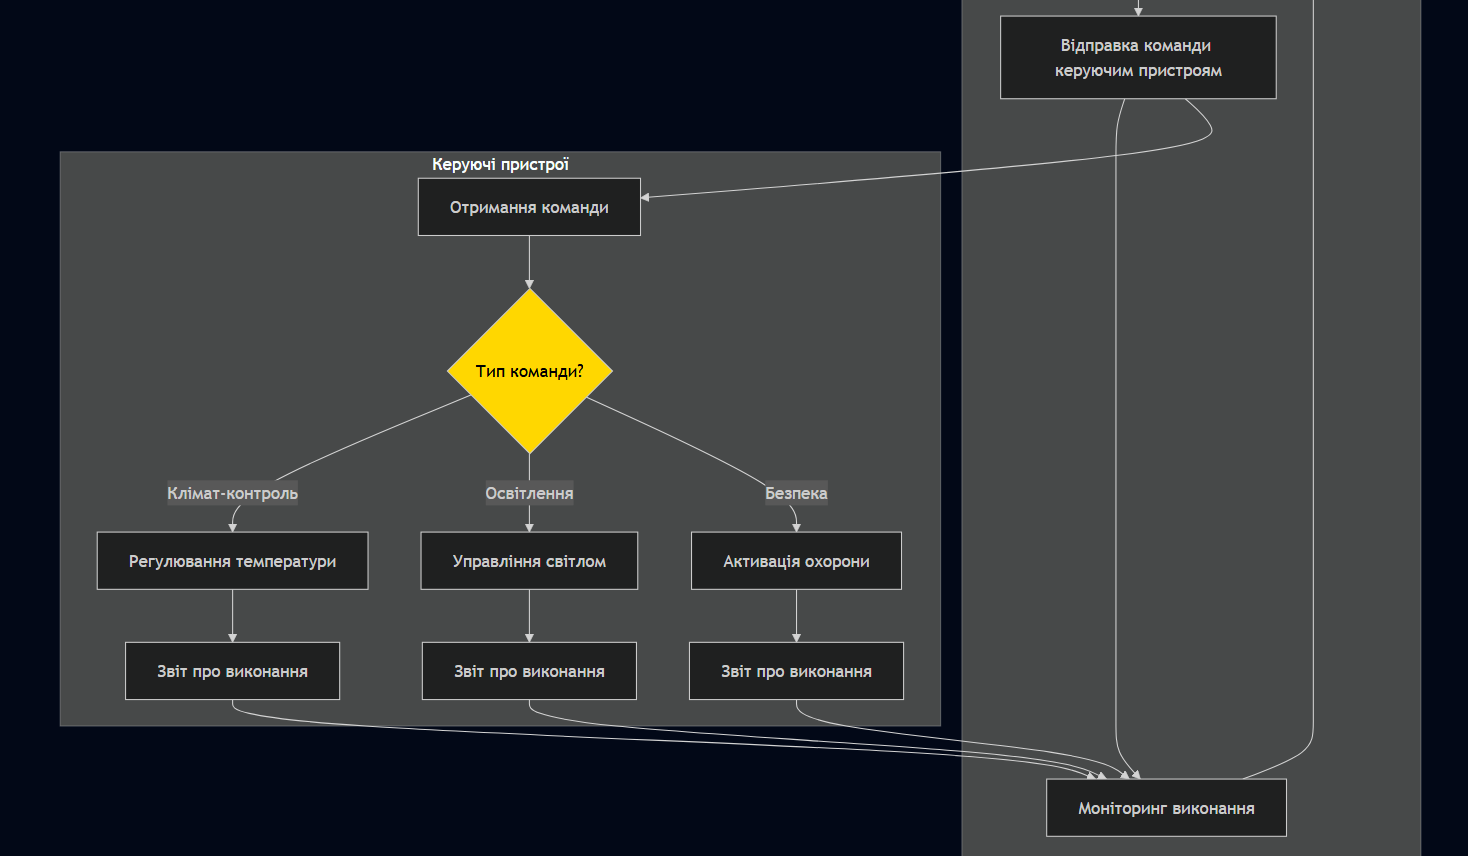 Відправка команди
керуючим пристроям
Керуючі пристрої
Отримання команди
Тип команди?
Клімат-контроль
Освітлення
Безпека
Регулювання температури
Управління світлом
Активація охорони
Звіт про виконання
Звіт про виконання
Звіт про виконання
Моніторинг виконання